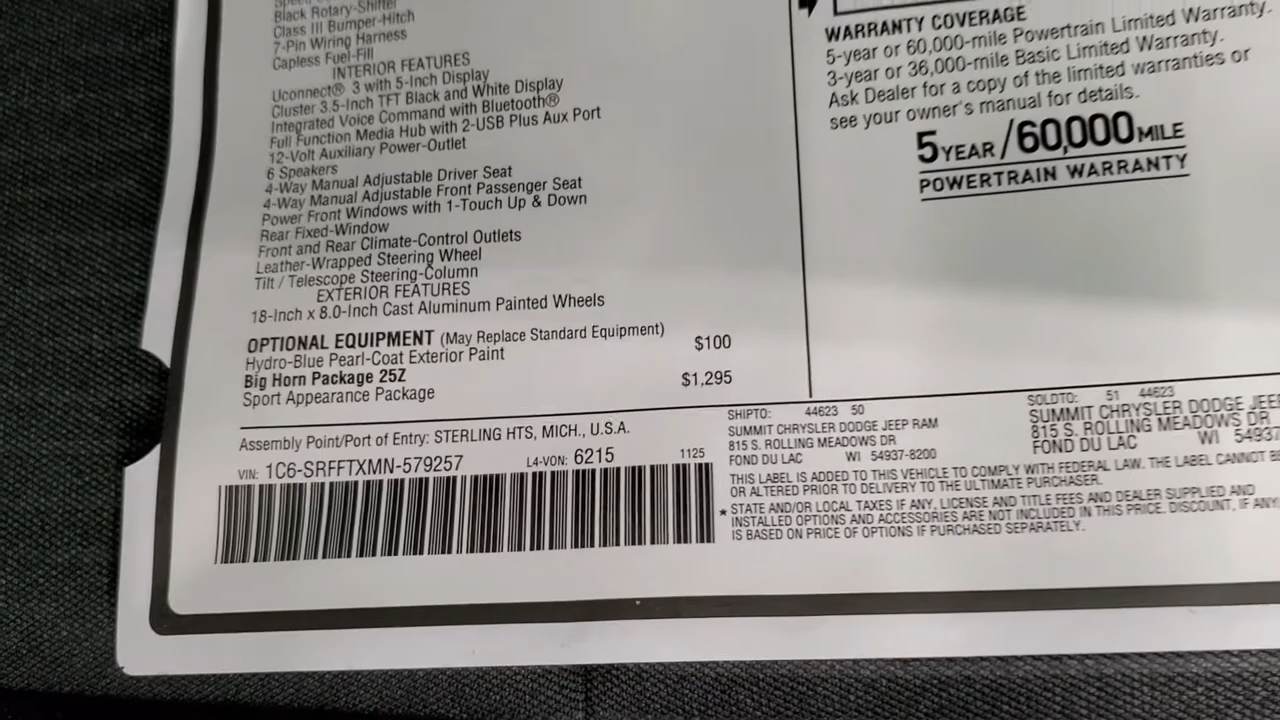 Black Rotary-Shifter
Class III Bumper-Hitch
7-Pin Wiring Harness
Capless Fuel-Fill
INTERIOR FEATURES
Uconnect® 3 with 5-Inch Display
Cluster 3.5-Inch TFT Black and White Display
Integrated Voice Command with Bluetooth®
Full Function Media Hub with 2-USB Plus Aux Port
12-Volt Auxiliary Power-Outlet
6 Speakers
4-Way Manual Adjustable Driver Seat
4-Way Manual Adjustable Front Passenger Seat
Power Front Windows with 1-Touch Up & Down
Rear Fixed-Window
Front and Rear Climate-Control Outlets
Leather-Wrapped Steering Wheel
Tilt / Telescope Steering-Column
EXTERIOR FEATURES
18-Inch x 8.0-Inch Cast Aluminum Painted Wheels
OPTIONAL EQUIPMENT (May Replace Standard Equipment)
Hydro-Blue Pearl-Coat Exterior Paint $100
Big Horn Package 25Z
Sport Appearance Package $1,295
Assembly Point/Port of Entry: STERLING HTS, MICH., U.S.A.
VIN: 1C6-SRFFTXMN-579257 L4-VON: 6215 1125
WARRANTY COVERAGE
5-year or 60,000-mile Powertrain Limited Warranty.
3-year or 36,000-mile Basic Limited Warranty.
Ask Dealer for a copy of the limited warranties or
see your owner's manual for details.
5 YEAR / 60,000 MILE
POWERTRAIN WARRANTY
SHIPTO: 44623 50
SUMMIT CHRYSLER DODGE JEEP RAM
815 S. ROLLING MEADOWS DR
FOND DU LAC WI 54937-8200
SOLDTO: 51 44623
SUMMIT CHRYSLER DODGE JEE
815 S. ROLLING MEADOWS DR
FOND DU LAC WI 54937
THIS LABEL IS ADDED TO THIS VEHICLE TO COMPLY WITH FEDERAL LAW. THE LABEL CANNOT BE
OR ALTERED PRIOR TO DELIVERY TO THE ULTIMATE PURCHASER.
* STATE AND/OR LOCAL TAXES IF ANY, LICENSE AND TITLE FEES AND DEALER SUPPLIED AND
INSTALLED OPTIONS AND ACCESSORIES ARE NOT INCLUDED IN THIS PRICE. DISCOUNT, IF ANY
IS BASED ON PRICE OF OPTIONS IF PURCHASED SEPARATELY.